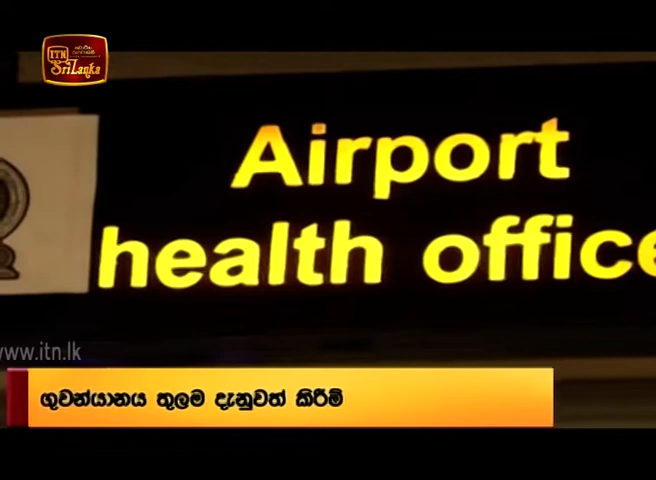 ITN
SriLanka
Airport
health office
www.itn.lk
ගුවන්යානය තුලම දැනුවත් කිරීම්